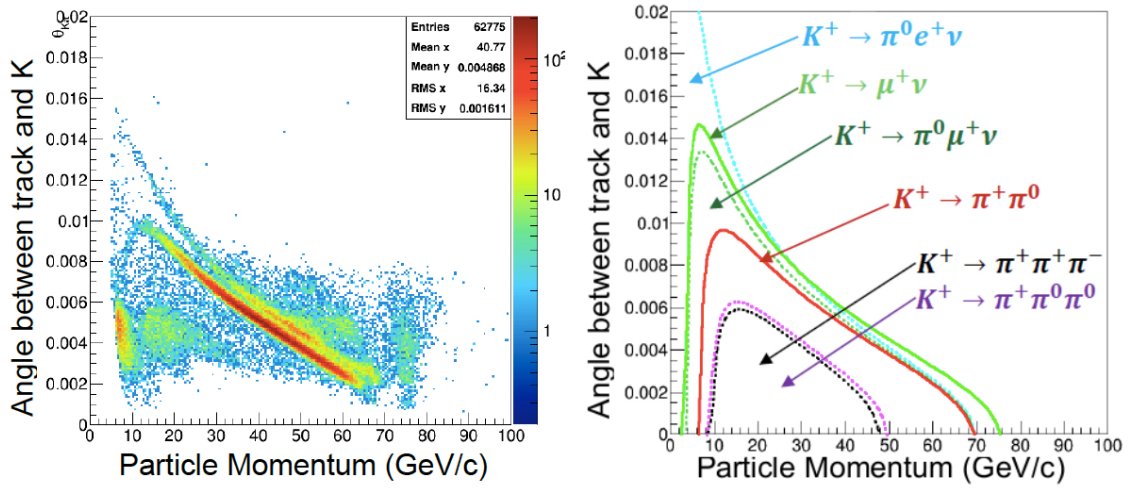 Angle between track and K
θKπ
0.02
0.018
0.016
0.014
0.012
0.01
0.008
0.006
0.004
0.002
0
0 10 20 30 40 50 60 70 80 90 100
Particle Momentum (GeV/c)
Entries 62775
Mean x 40.77
Mean y 0.004868
RMS x 16.34
RMS y 0.001611
10²
10
1
Angle between track and K
0.02
0.018
0.016
0.014
0.012
0.01
0.008
0.006
0.004
0.002
0
0 10 20 30 40 50 60 70 80 90 100
Particle Momentum (GeV/c)
K⁺ → π⁰e⁺ν
K⁺ → μ⁺ν
K⁺ → π⁰μ⁺ν
K⁺ → π⁺π⁰
K⁺ → π⁺π⁺π⁻
K⁺ → π⁺π⁰π⁰